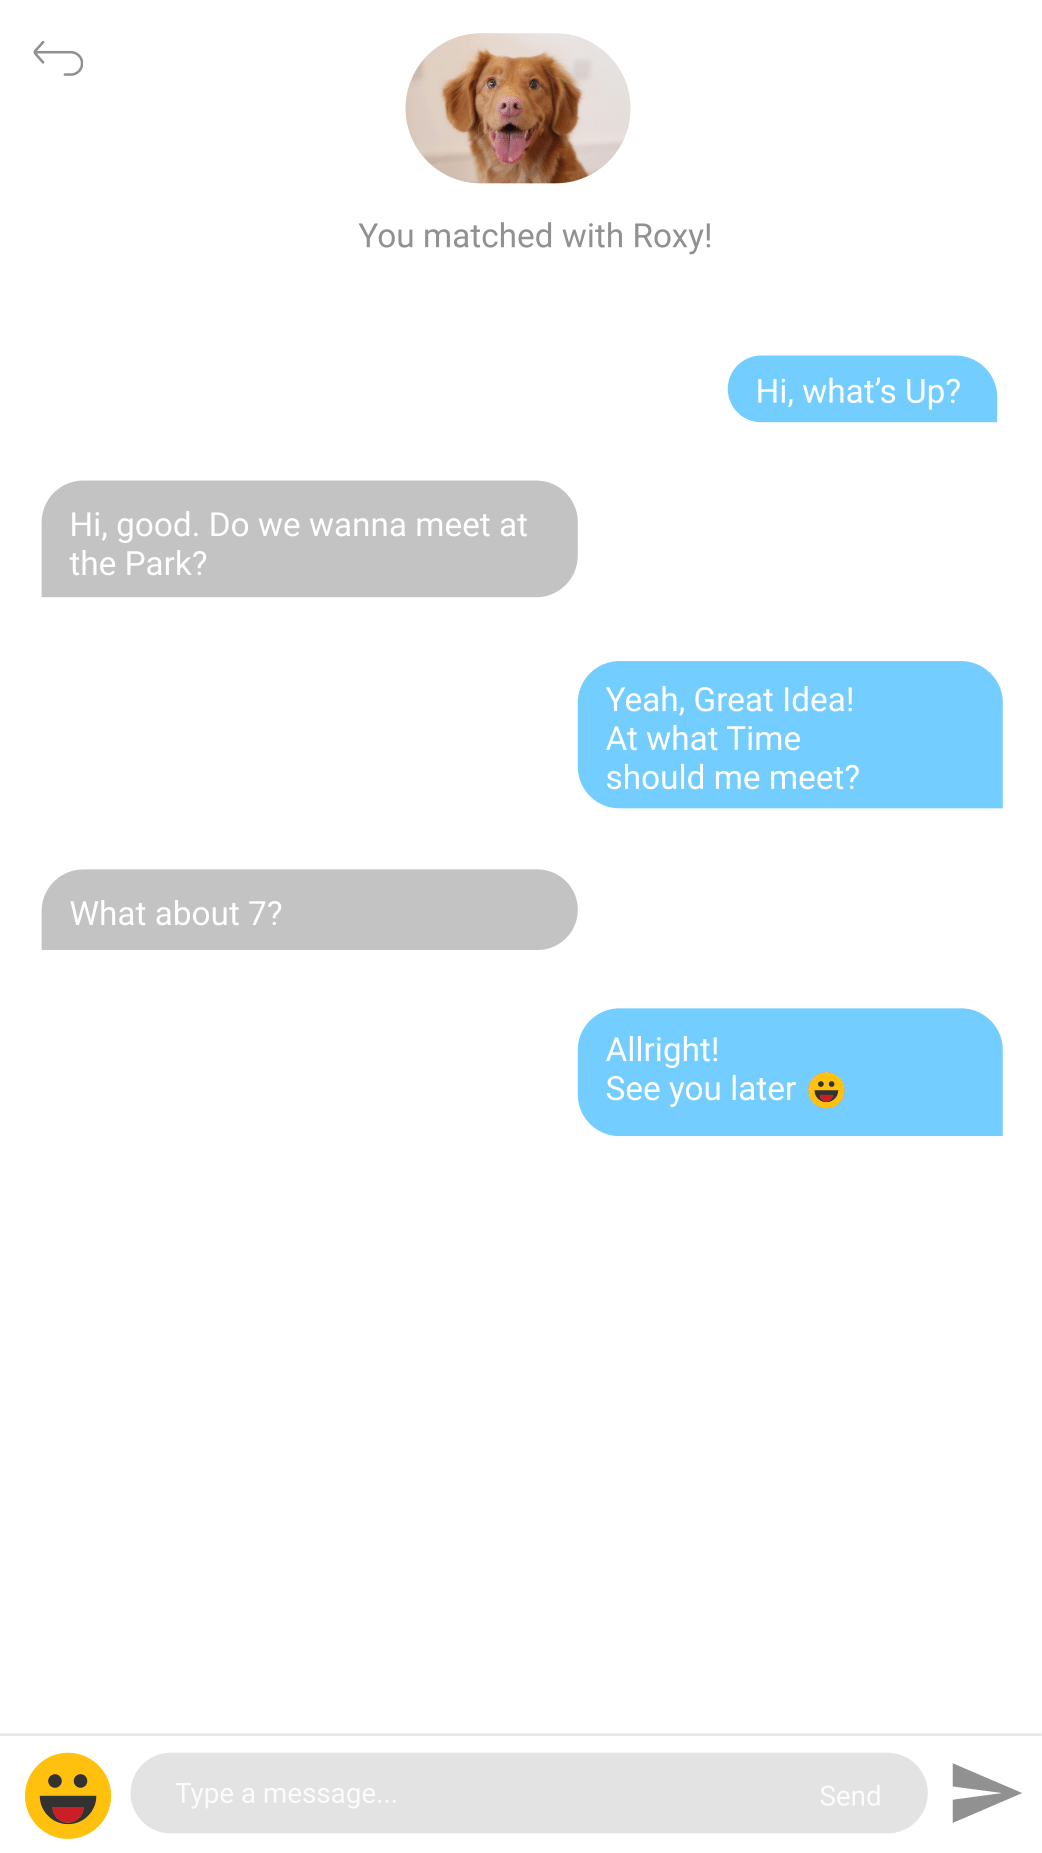 You matched with Roxy!
Hi, what’s Up?
Hi, good. Do we wanna meet at
the Park?
Yeah, Great Idea!
At what Time
should me meet?
What about 7?
Allright!
See you later 😃
Type a message...
Send